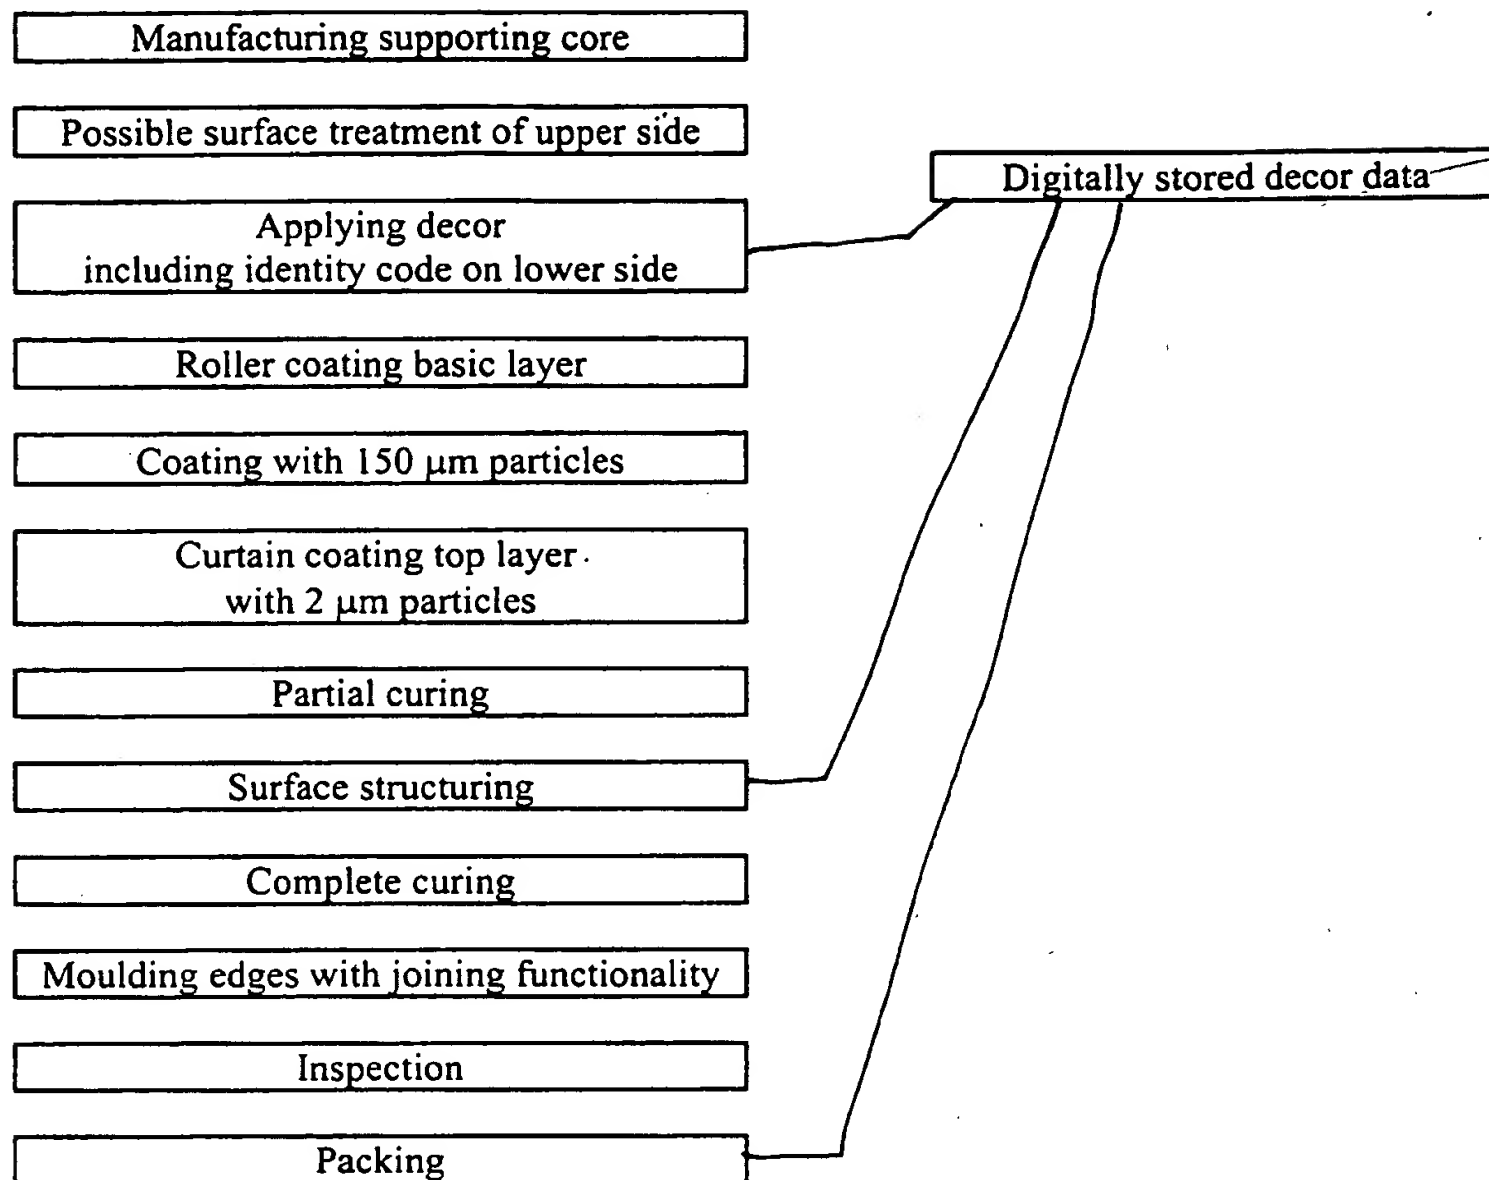 Manufacturing supporting core
Possible surface treatment of upper side
Digitally stored decor data
Applying decor
including identity code on lower side
Roller coating basic layer
Coating with 150 µm particles
Curtain coating top layer
with 2 µm particles
Partial curing
Surface structuring
Complete curing
Moulding edges with joining functionality
Inspection
Packing